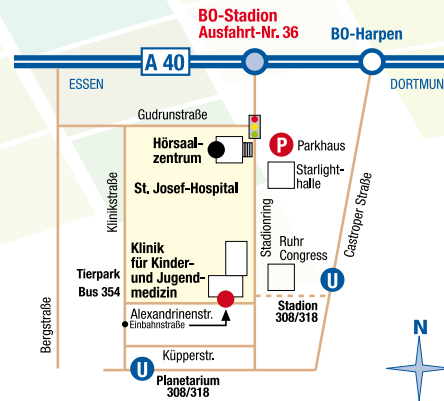 BO-Stadion
Ausfahrt-Nr. 36
BO-Harpen
A 40
ESSEN
DORTMUN
Gudrunstraße
Hörsaal-
zentrum
P
Parkhaus
Starlight-
halle
St. Josef-Hospital
Klinikstraße
Stadionring
Castroper Straße
Bergstraße
Klinik
für Kinder-
und Jugend-
medizin
Ruhr
Congress
Tierpark
Bus 354
U
Stadion
308/318
Alexandrinenstr.
Einbahnstraße
Küpperstr.
U
Planetarium
308/318
N